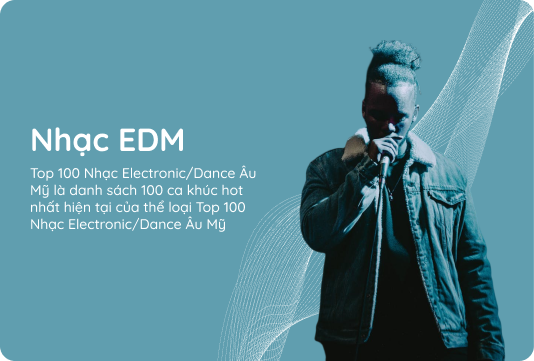 Nhạc EDM
Top 100 Nhạc Electronic/Dance Âu
Mỹ là danh sách 100 ca khúc hot
nhất hiện tại của thể loại Top 100
Nhạc Electronic/Dance Âu Mỹ